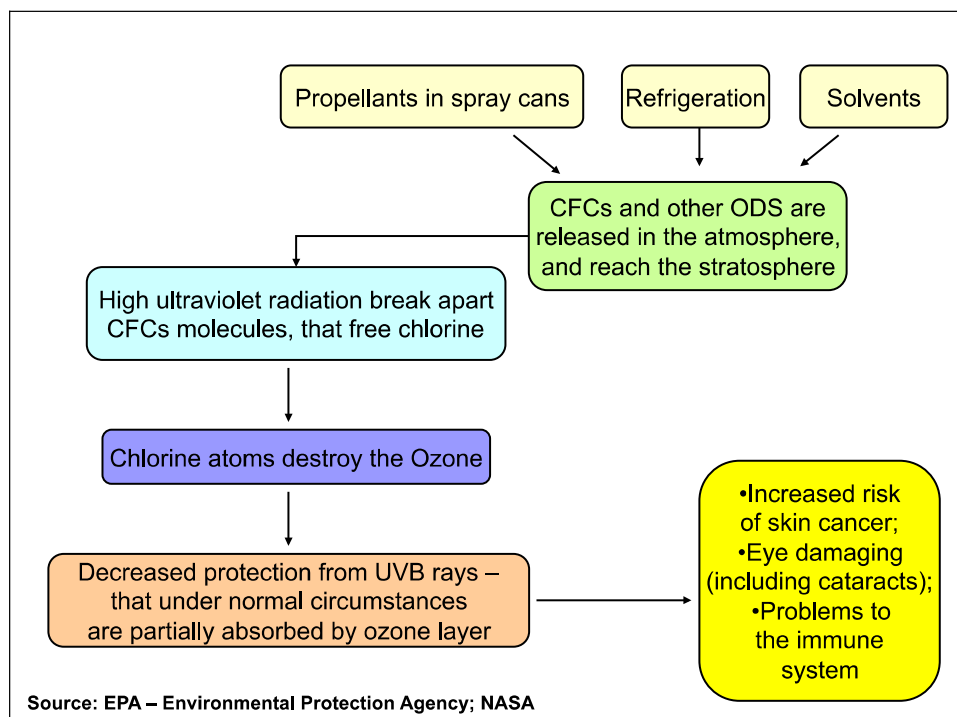 Propellants in spray cans
Refrigeration
Solvents
CFCs and other ODS are
released in the atmosphere,
and reach the stratosphere
High ultraviolet radiation break apart
CFCs molecules, that free chlorine
Chlorine atoms destroy the Ozone
Decreased protection from UVB rays –
that under normal circumstances
are partially absorbed by ozone layer
•Increased risk
of skin cancer;
•Eye damaging
(including cataracts);
•Problems to
the immune
system
Source: EPA – Environmental Protection Agency; NASA